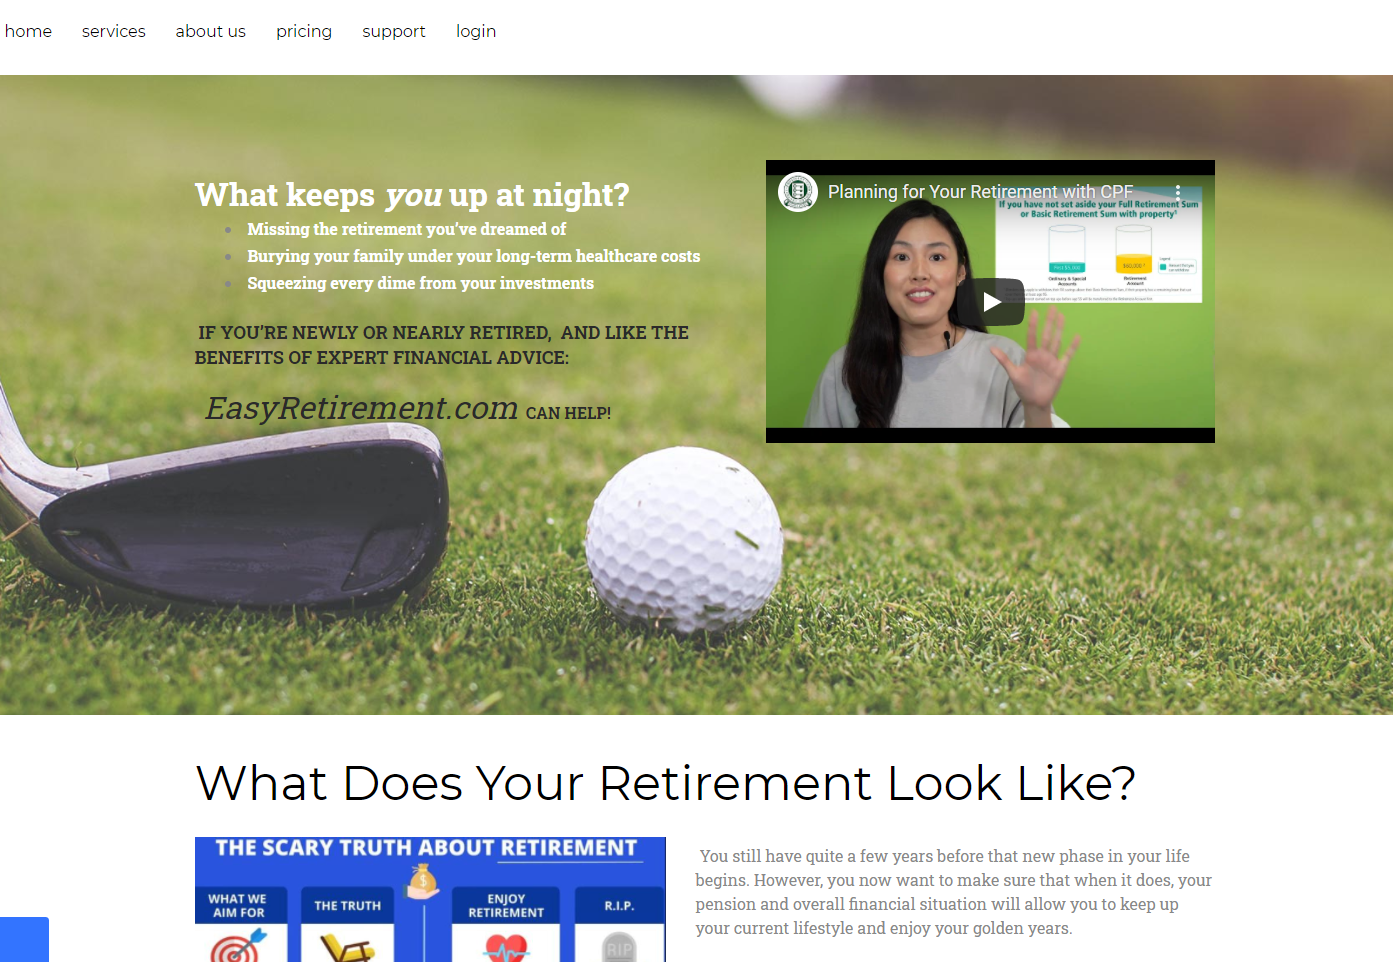 home services about us pricing support login
What keeps you up at night?
Missing the retirement you've dreamed of
Burying your family under your long-term healthcare costs
Squeezing every dime from your investments
IF YOU'RE NEWLY OR NEARLY RETIRED, AND LIKE THE
BENEFITS OF EXPERT FINANCIAL ADVICE:
EasyRetirement.com CAN HELP!
Planning for Your Retirement with CPF
If you have not set aside your Full Retirement Sum
or Basic Retirement Sum with property
Ordinary & Special
Accounts
Retirement
Account
What Does Your Retirement Look Like?
THE SCARY TRUTH ABOUT RETIREMENT
$
WHAT WE
AIM FOR
THE TRUTH
ENJOY
RETIREMENT
R.I.P.
RIP
You still have quite a few years before that new phase in your life
begins. However, you now want to make sure that when it does, your
pension and overall financial situation will allow you to keep up
your current lifestyle and enjoy your golden years.